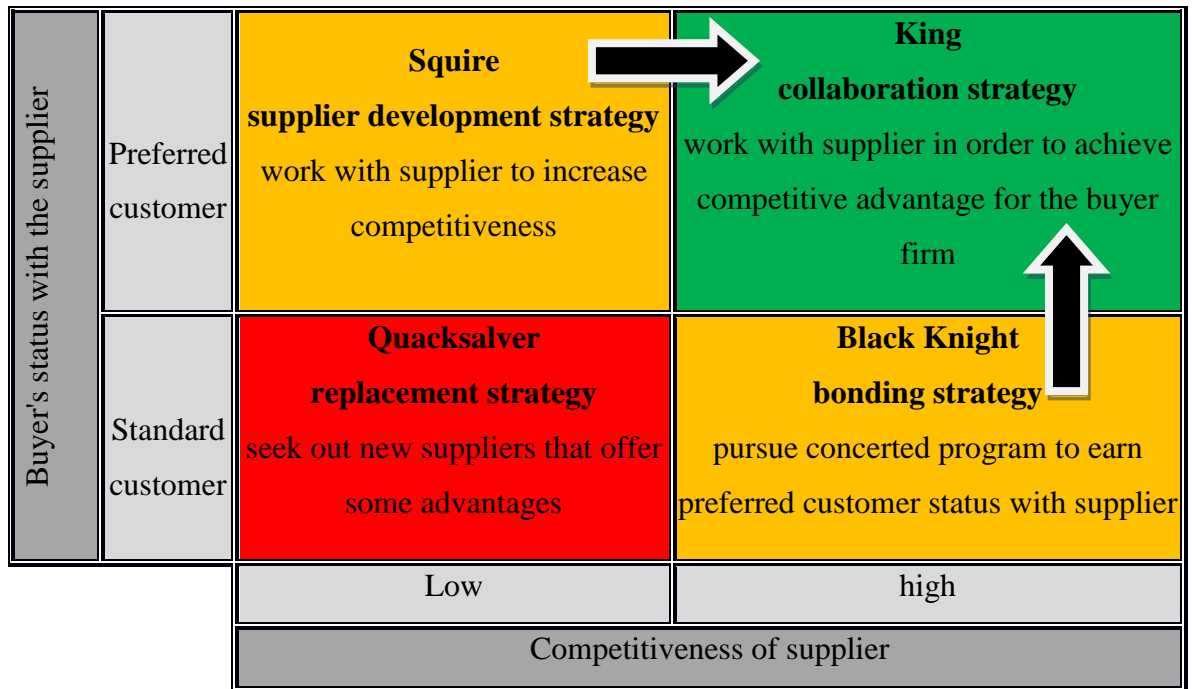 Buyer's status with the supplier
Preferred
customer
Squire
supplier development strategy
work with supplier to increase
competitiveness
King
collaboration strategy
work with supplier in order to achieve
competitive advantage for the buyer
firm
Standard
customer
Quacksalver
replacement strategy
seek out new suppliers that offer
some advantages
Black Knight
bonding strategy
pursue concerted program to earn
preferred customer status with supplier
Low
high
Competitiveness of supplier